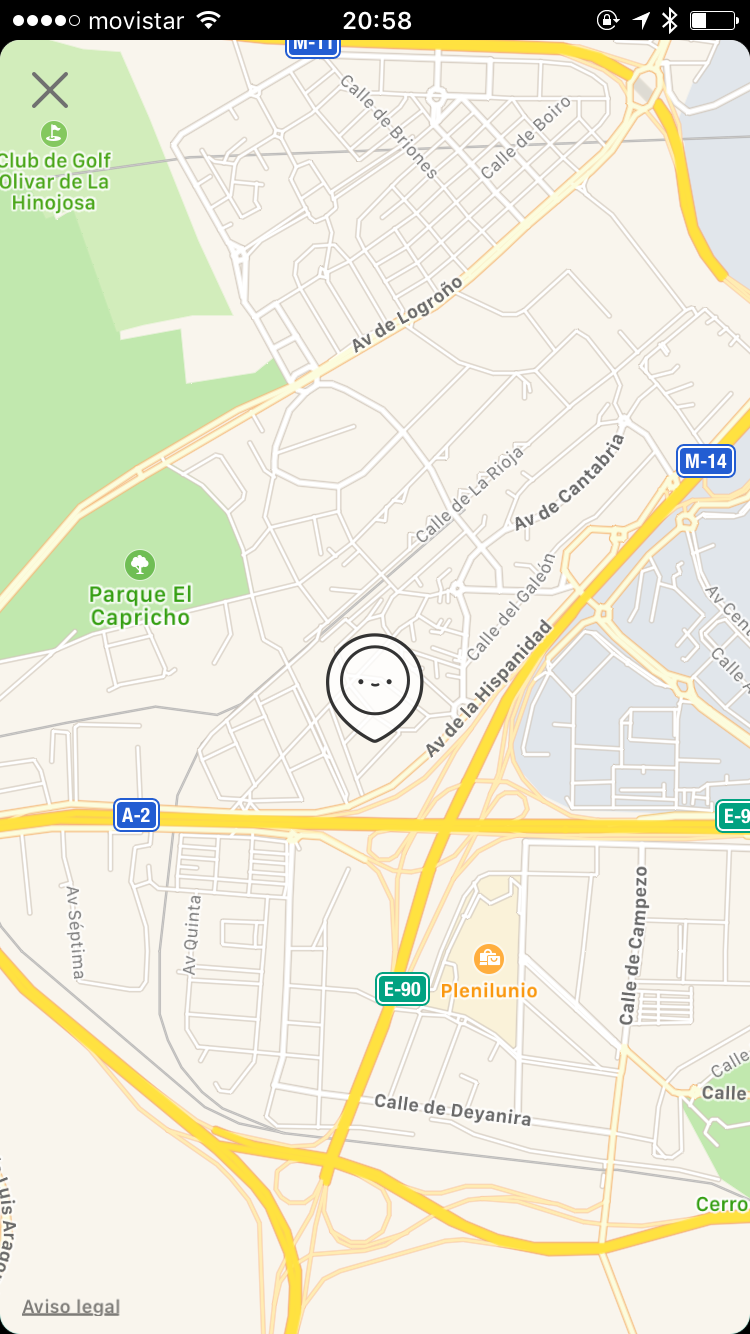 movistar
20:58
M-11
Calle de Briones
Calle de Boiro
Club de Golf
Olivar de La
Hinojosa
Av de Logroño
M-14
Calle de La Rioja
Av de Cantabria
Parque El
Capricho
Calle del Galeón
Av de la Hispanidad
Av Cen
Calle
A-2
E-9
Av Séptima
Av Quinta
Calle de Campezo
E-90
Plenilunio
Calle
Calle
Calle de Deyanira
Luis Arago
Cerro
Aviso legal